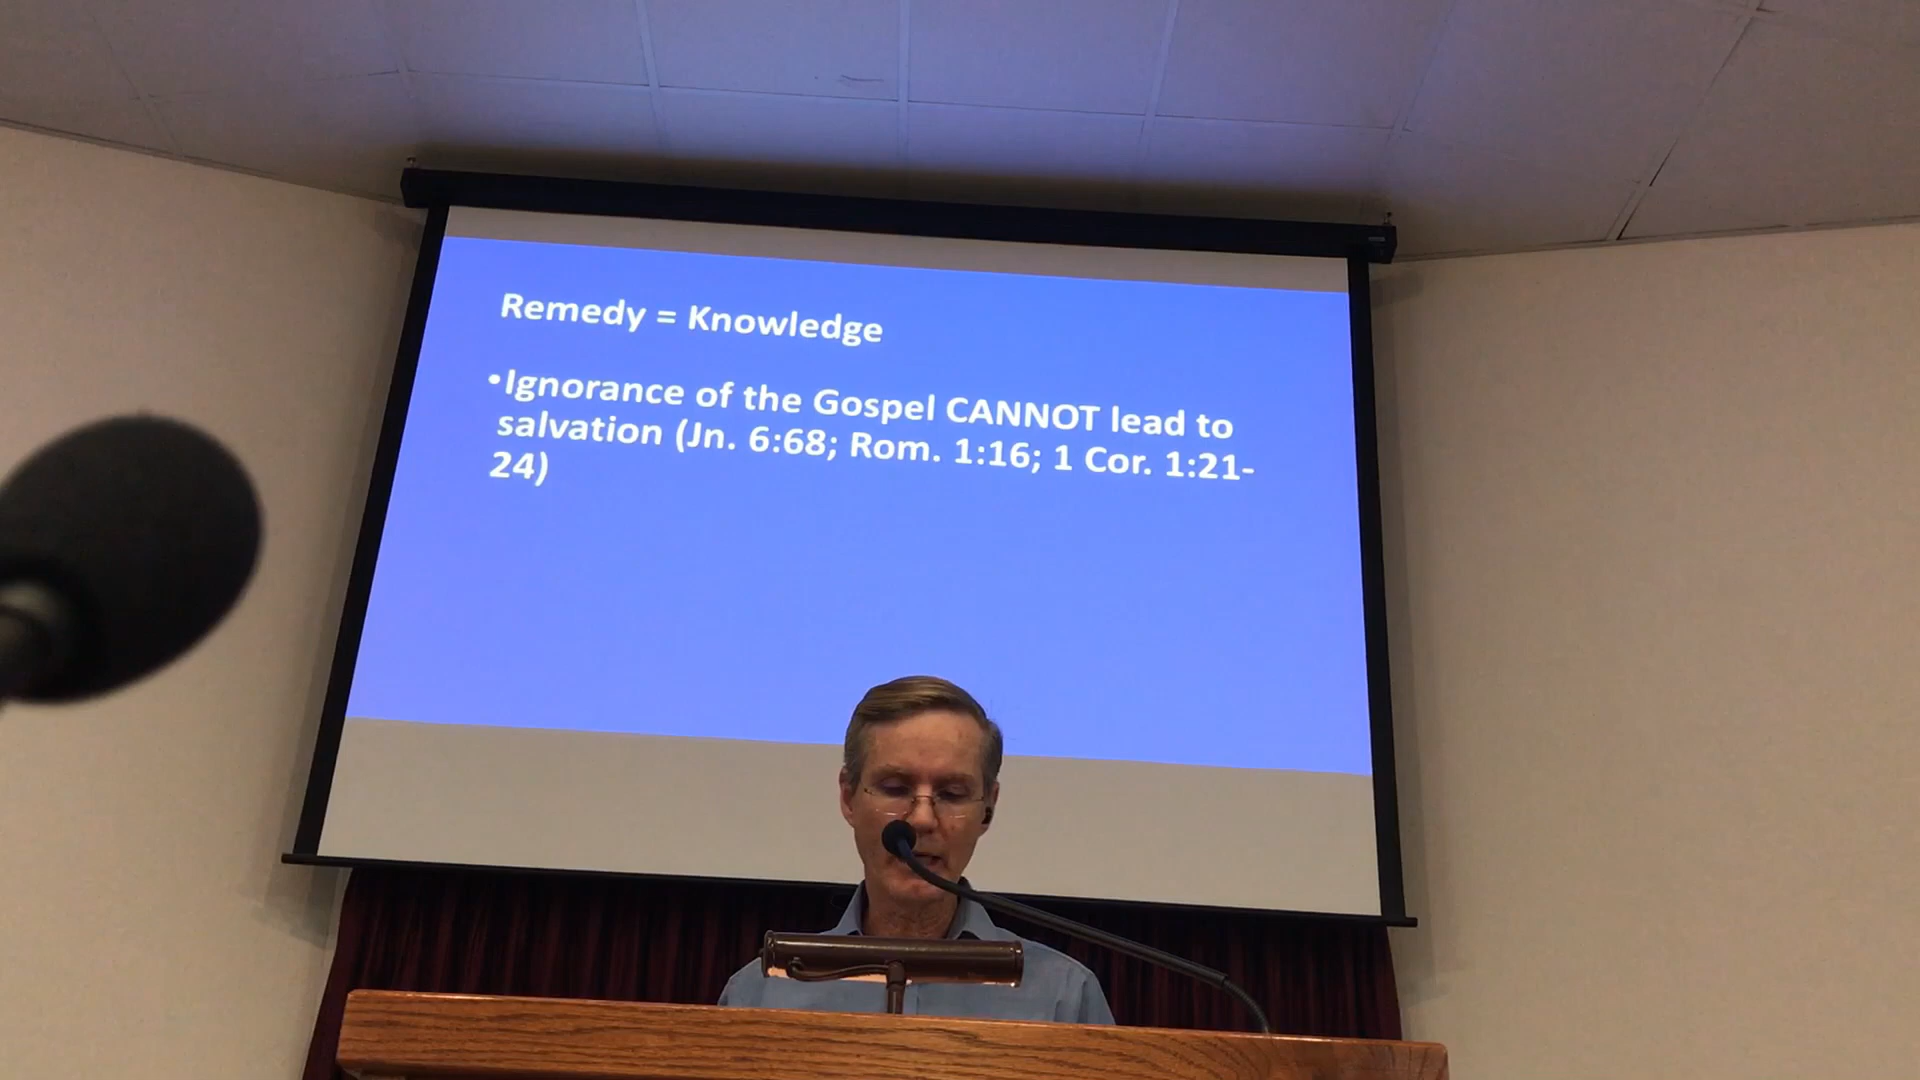 Remedy = Knowledge
•Ignorance of the Gospel CANNOT lead to
salvation (Jn. 6:68; Rom. 1:16; 1 Cor. 1:21-
24)